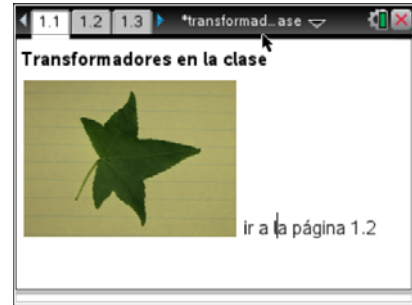 1.1 1.2 1.3 *transformad…ase
Transformadores en la clase
ir a la página 1.2